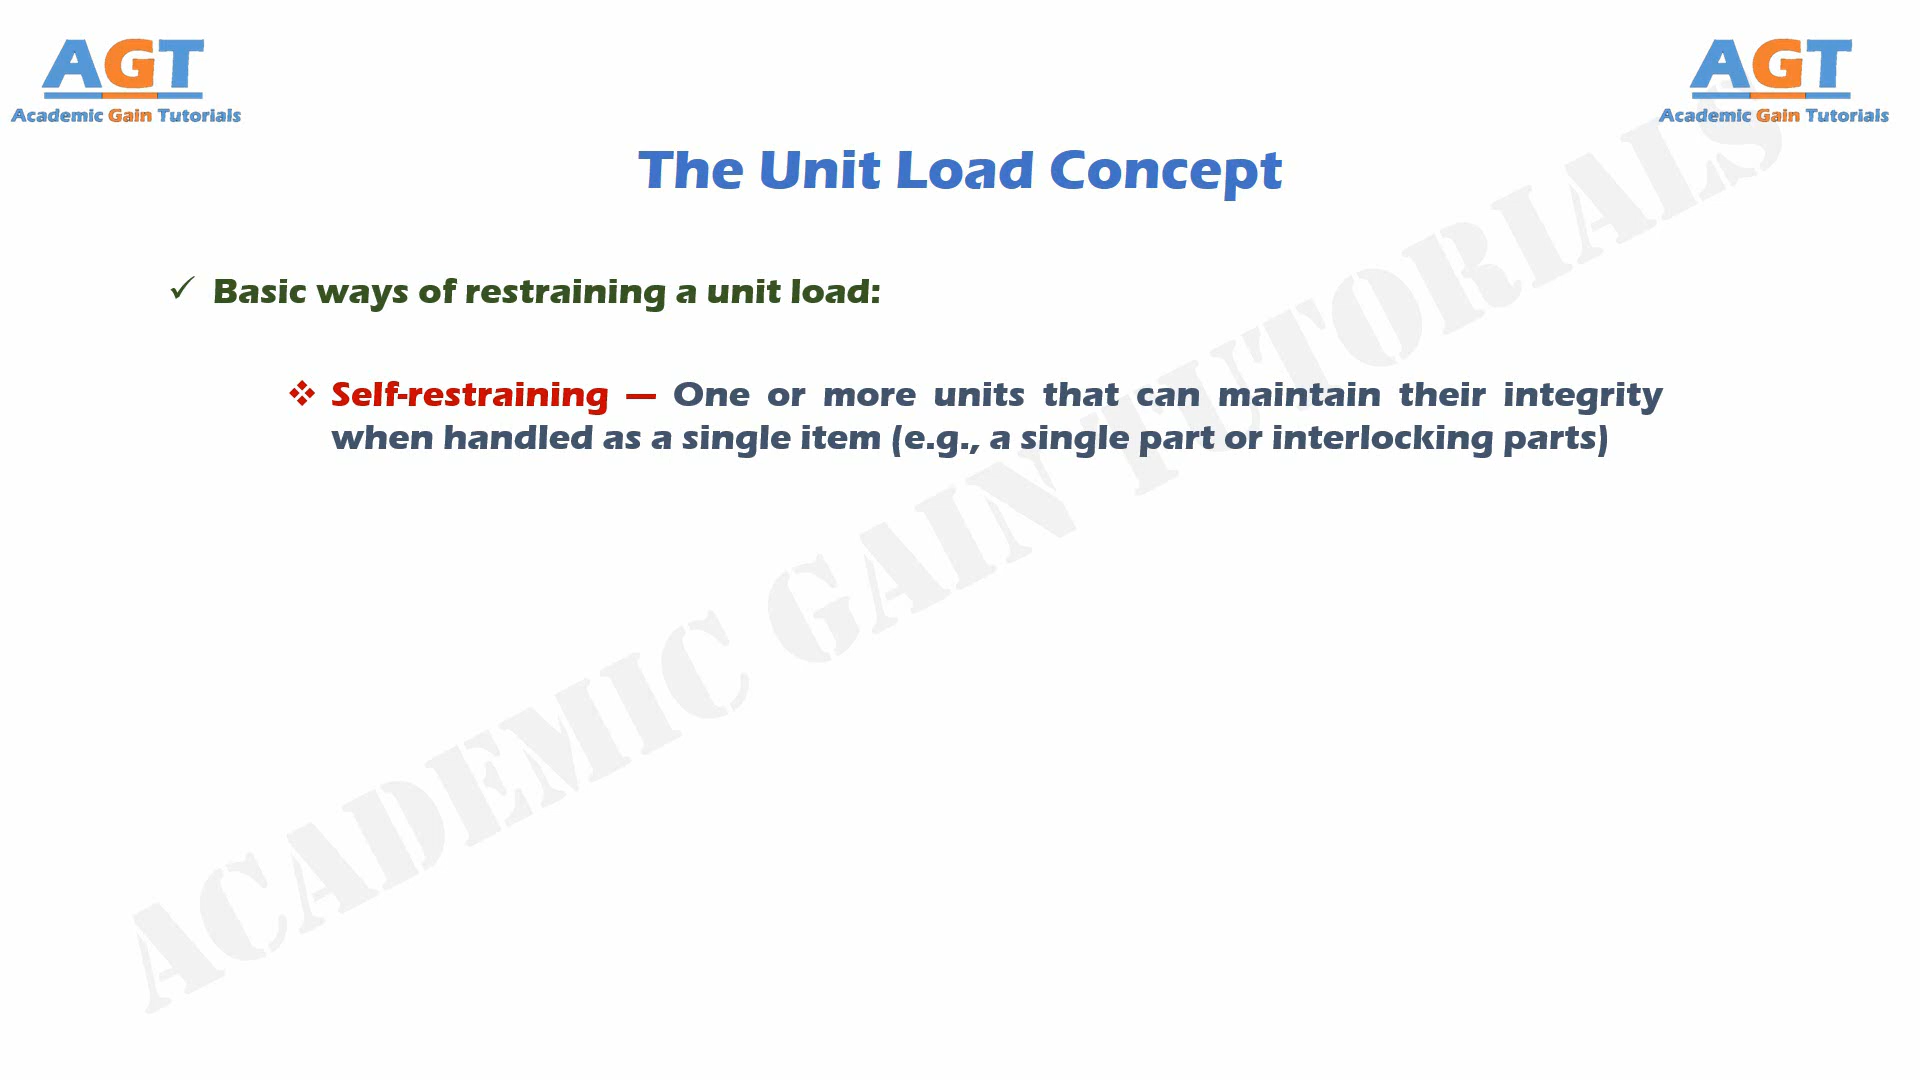 AGT
Academic Gain Tutorials
AGT
Academic Gain Tutorials
The Unit Load Concept
✓ Basic ways of restraining a unit load:
❖ Self-restraining — One or more units that can maintain their integrity
when handled as a single item (e.g., a single part or interlocking parts)
ACADEMIC GAIN TUTORIALS